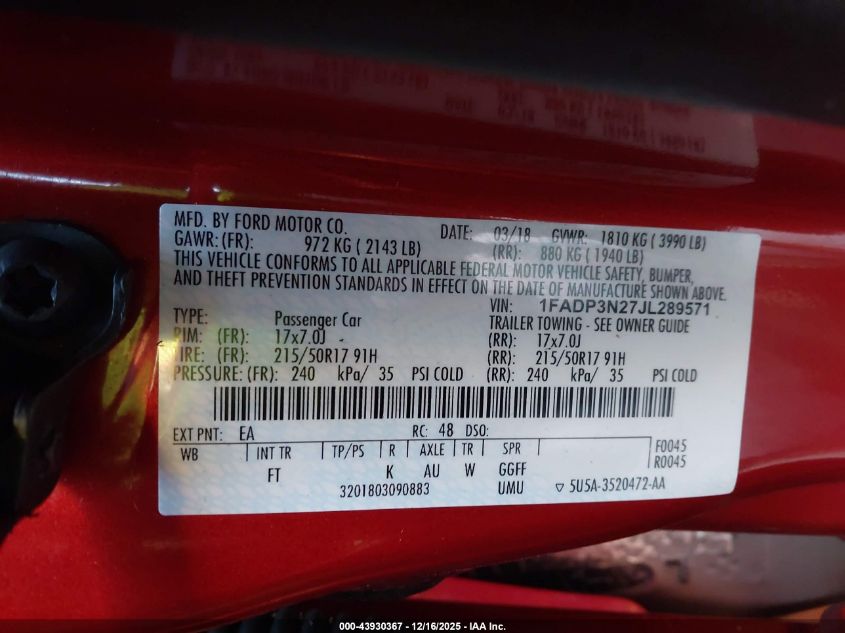 MFD. BY FORD MOTOR CO. DATE: 03/18 GVWR: 1810 KG ( 3990 LB)
GAWR: (FR): 972 KG ( 2143 LB) (RR): 880 KG ( 1940 LB)
THIS VEHICLE CONFORMS TO ALL APPLICABLE FEDERAL MOTOR VEHICLE SAFETY, BUMPER,
AND THEFT PREVENTION STANDARDS IN EFFECT ON THE DATE OF MANUFACTURE SHOWN ABOVE.
VIN: 1FADP3N27JL289571
TYPE: Passenger Car TRAILER TOWING - SEE OWNER GUIDE
RIM: (FR): 17x7.0J (RR): 17x7.0J
TIRE: (FR): 215/50R17 91H (RR): 215/50R17 91H
PRESSURE: (FR): 240 kPa/ 35 PSI COLD (RR): 240 kPa/ 35 PSI COLD
EXT PNT: EA RC: 48 DSO:
WB INT TR TP/PS R AXLE TR SPR F0045
FT K AU W GGFF R0045
3201803090883 UMU ▽ 5U5A-3520472-AA
000-43930367 - 12/16/2025 - IAA Inc.